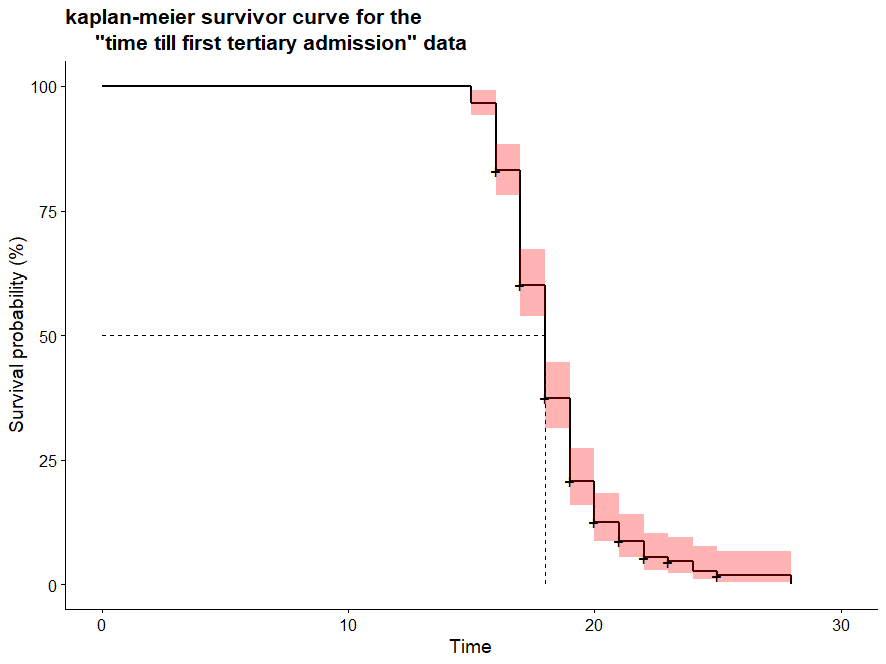 kaplan-meier survivor curve for the
"time till first tertiary admission" data
Survival probability (%)
100
75
50
25
0
0 10 20 30
Time